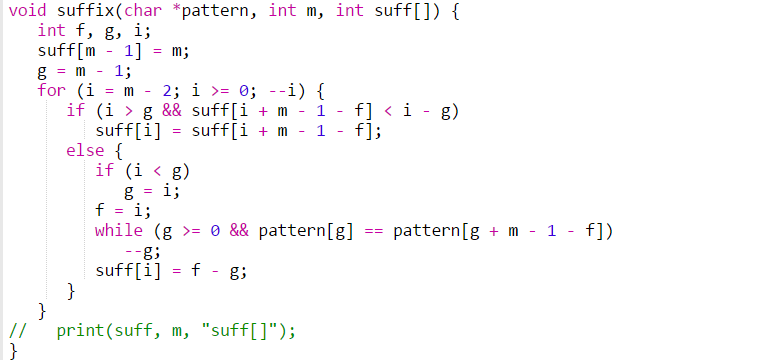 void suffix(char *pattern, int m, int suff[]) {
   int f, g, i;
   suff[m - 1] = m;
   g = m - 1;
   for (i = m - 2; i >= 0; --i) {
      if (i > g && suff[i + m - 1 - f] < i - g)
         suff[i] = suff[i + m - 1 - f];
      else {
         if (i < g)
            g = i;
         f = i;
         while (g >= 0 && pattern[g] == pattern[g + m - 1 - f])
            --g;
         suff[i] = f - g;
      }
   }
//   print(suff, m, "suff[]");
}